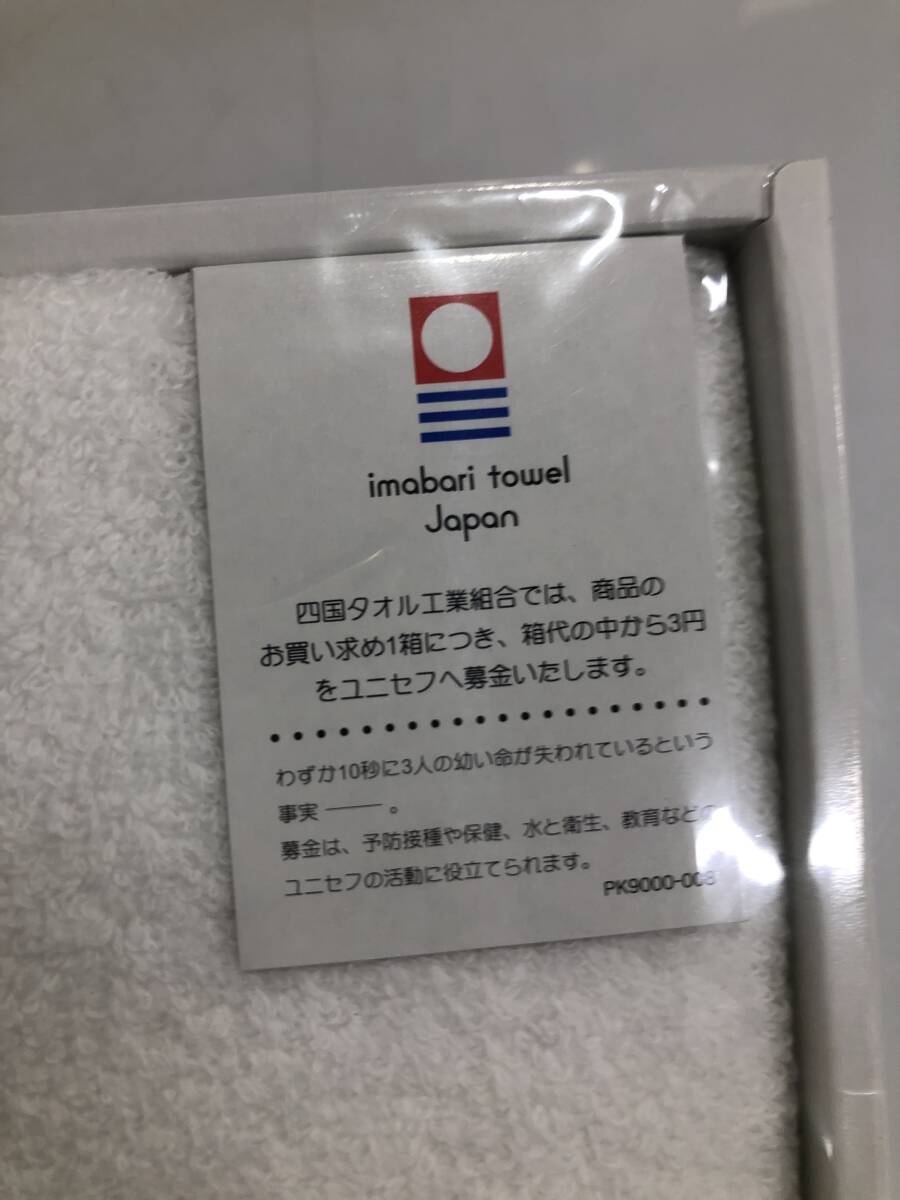 imabari towel
Japan
四国タオル工業組合では、商品の
お買い求め1箱につき、箱代の中から3円
をユニセフへ募金いたします。
わずか10秒に3人の幼い命が失われているという
事実 ―― 。
募金は、予防接種や保健、水と衛生、教育などの
ユニセフの活動に役立てられます。
PK9000-008